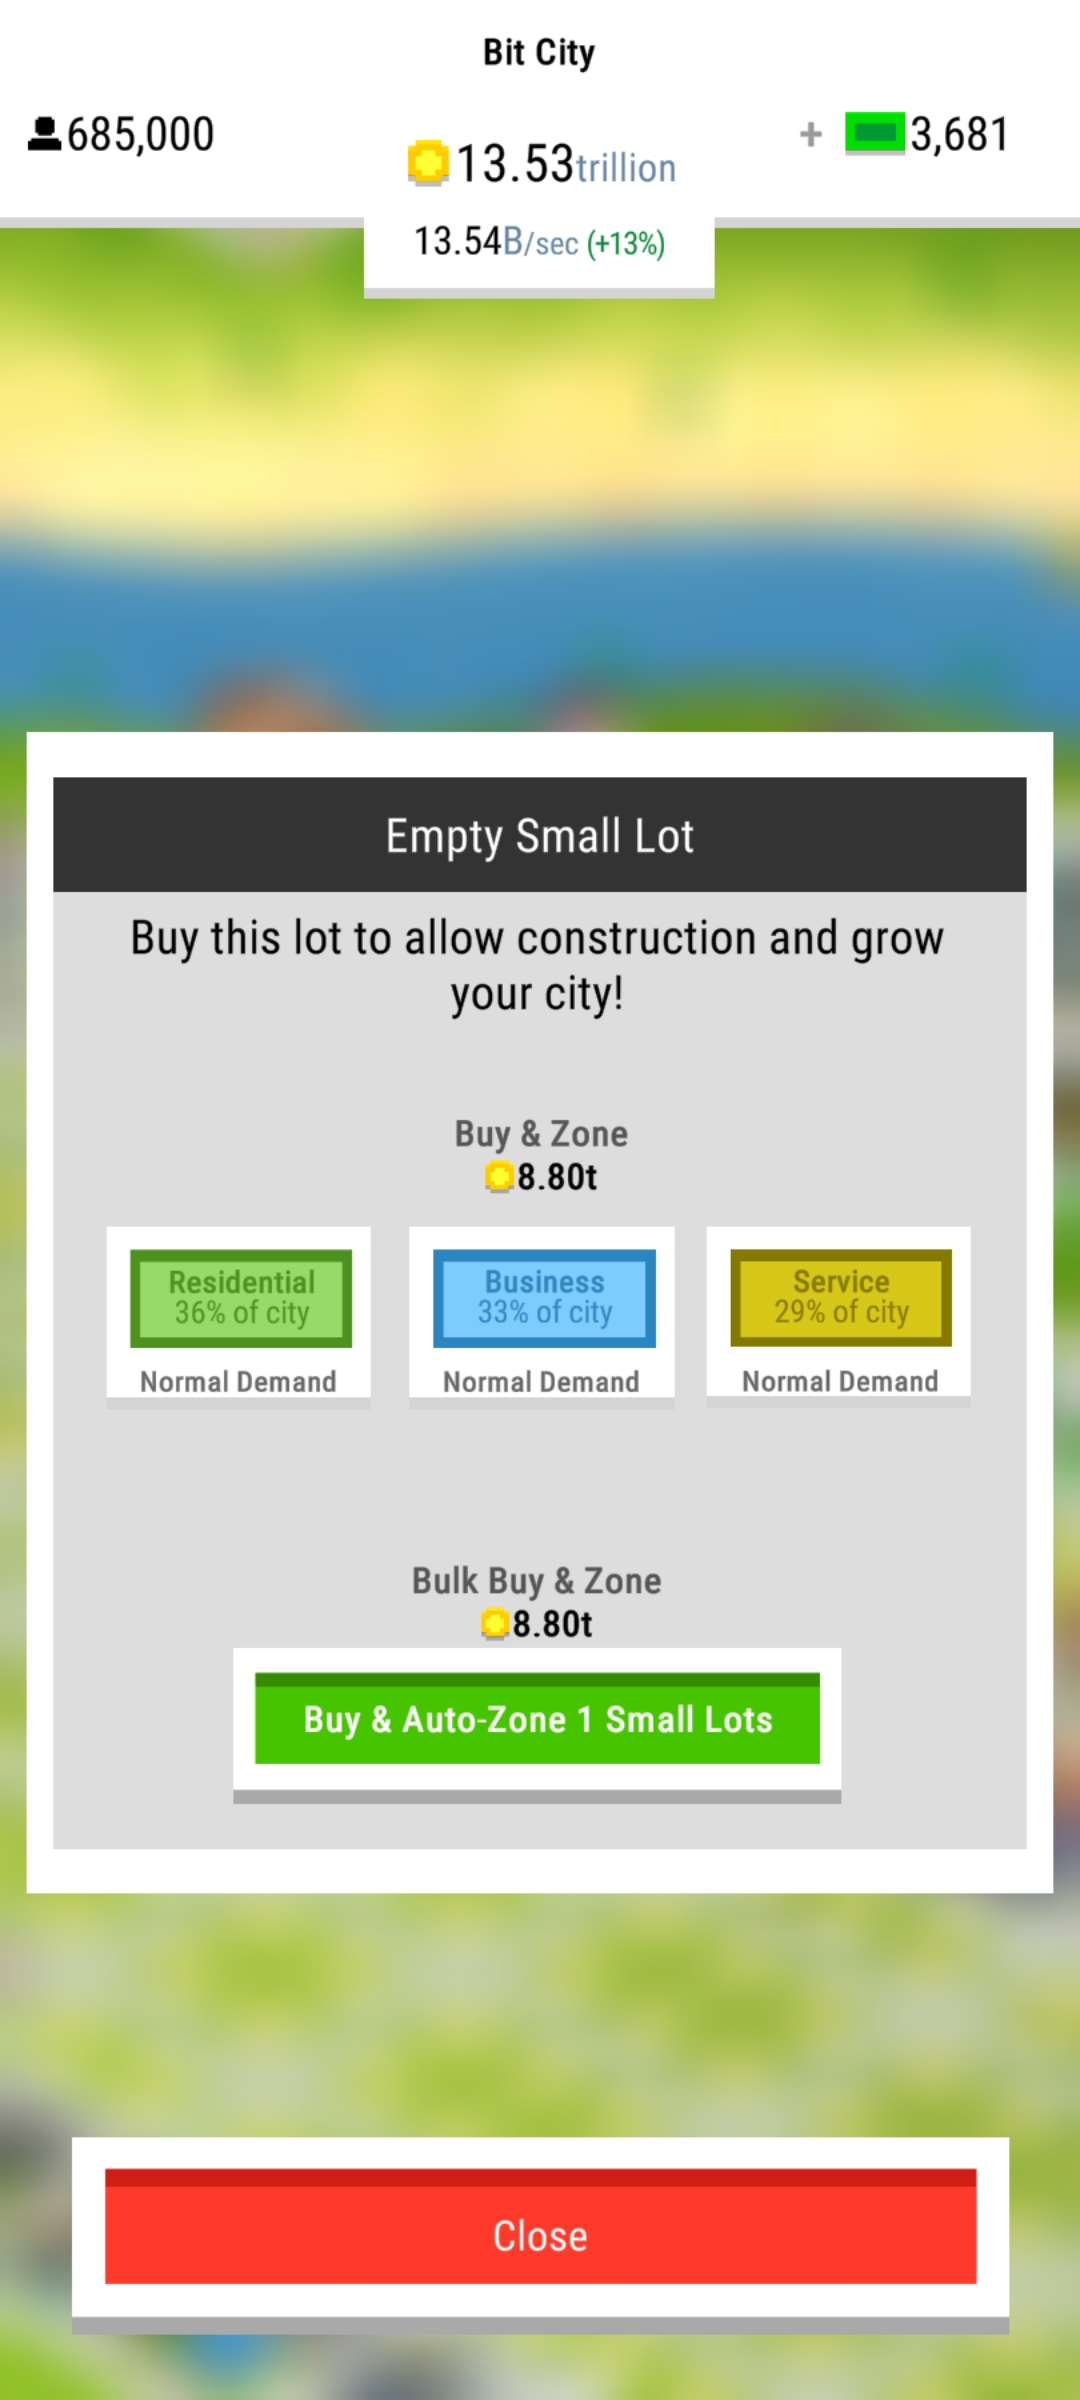 Bit City
685,000
13.53trillion
+ 3,681
13.54B/sec (+13%)
Empty Small Lot
Buy this lot to allow construction and grow
your city!
Buy & Zone
8.80t
Residential
36% of city
Normal Demand
Business
33% of city
Normal Demand
Service
29% of city
Normal Demand
Bulk Buy & Zone
8.80t
Buy & Auto-Zone 1 Small Lots
Close